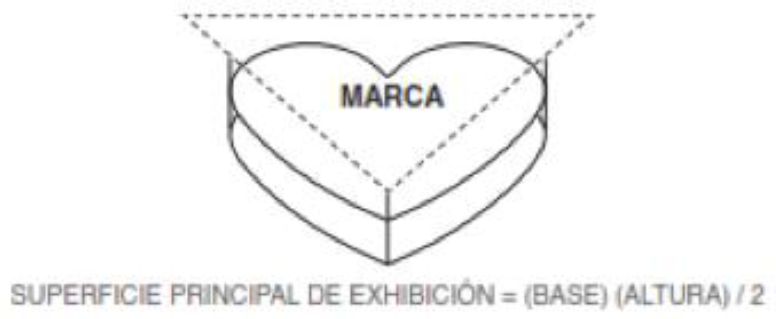 MARCA
SUPERFICIE PRINCIPAL DE EXHIBICIÓN = (BASE) (ALTURA) / 2